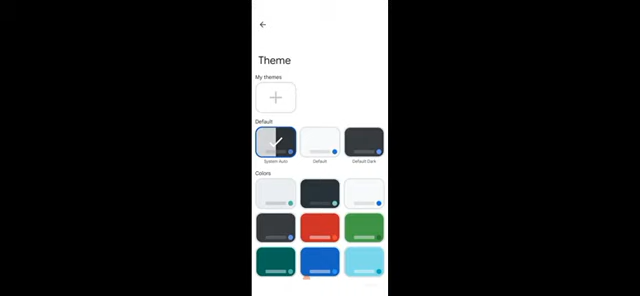 Theme
My themes
Default
System Auto
Default
Default Dark
Colors